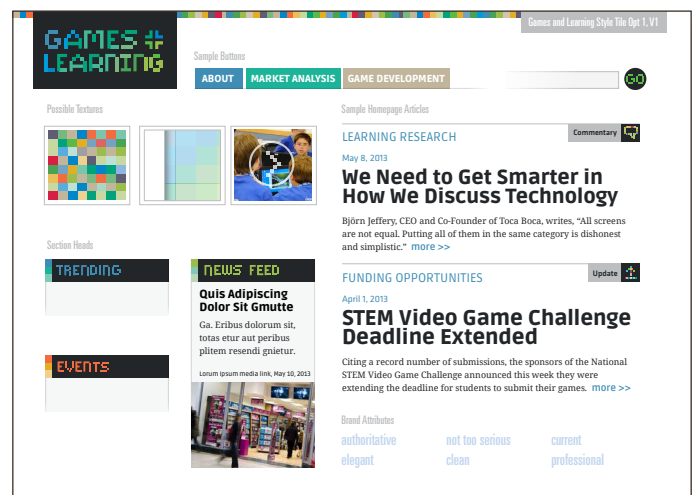 Games and Learning Style Tile Opt 1, V1
GAMES
LEARNING
Sample Buttons
ABOUT
MARKET ANALYSIS
GAME DEVELOPMENT
GO
Possible Textures
Section Heads
TRENDING
EVENTS
NEWS FEED
Quis Adipiscing
Dolor Sit Gmutte
Ga. Eribus dolorum sit,
totas etur aut peribus
plitem resendi gnietur.
Lorum Ipsum media link, May 10, 2013
Sample Homepage Articles
LEARNING RESEARCH
Commentary
May 8, 2013
We Need to Get Smarter in
How We Discuss Technology
Björn Jeffery, CEO and Co-Founder of Toca Boca, writes, “All screens
are not equal. Putting all of them in the same category is dishonest
and simplistic.” more >>
FUNDING OPPORTUNITIES
Update
April 1, 2013
STEM Video Game Challenge
Deadline Extended
Citing a record number of submissions, the sponsors of the National
STEM Video Game Challenge announced this week they were
extending the deadline for students to submit their games. more >>
Brand Attributes
authoritative
not too serious
current
elegant
clean
professional